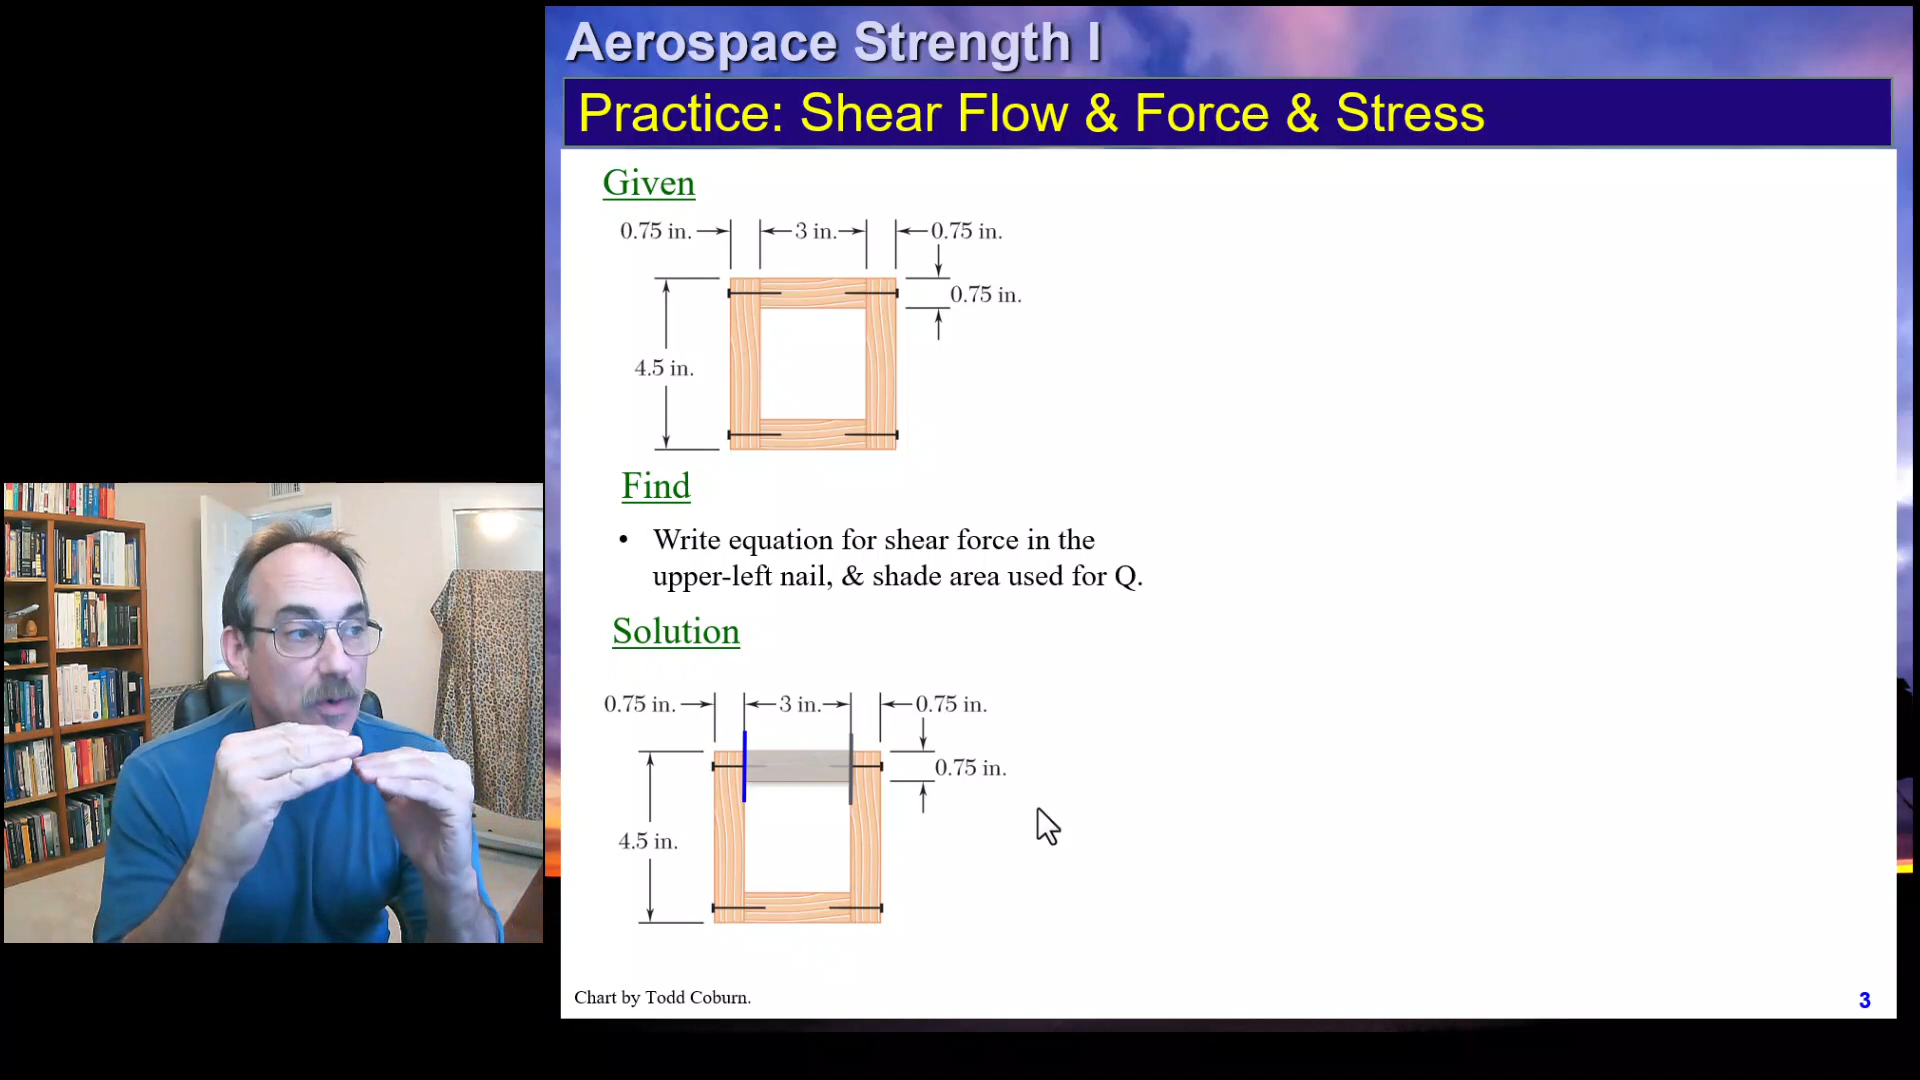 Aerospace Strength I
Practice: Shear Flow & Force & Stress
Given
0.75 in. 3 in. 0.75 in.
0.75 in.
4.5 in.
Find
• Write equation for shear force in the
upper-left nail, & shade area used for Q.
Solution
0.75 in. 3 in. 0.75 in.
0.75 in.
4.5 in.
Chart by Todd Coburn.
3